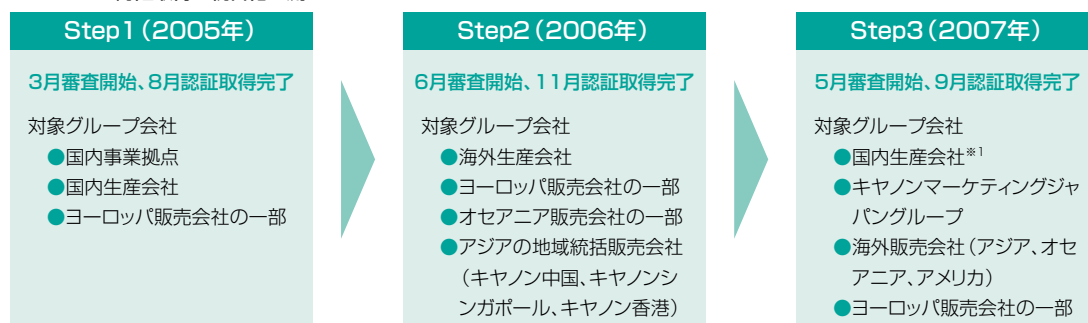 Step1（2005年）
3月審査開始、8月認証取得完了
対象グループ会社
●国内事業拠点
●国内生産会社
●ヨーロッパ販売会社の一部
Step2（2006年）
6月審査開始、11月認証取得完了
対象グループ会社
●海外生産会社
●ヨーロッパ販売会社の一部
●オセアニア販売会社の一部
●アジアの地域統括販売会社
（キヤノン中国、キヤノンシ
ンガポール、キヤノン香港）
Step3（2007年）
5月審査開始、9月認証取得完了
対象グループ会社
●国内生産会社※1
●キヤノンマーケティングジャ
パングループ
●海外販売会社（アジア、オセ
アニア、アメリカ）
●ヨーロッパ販売会社の一部